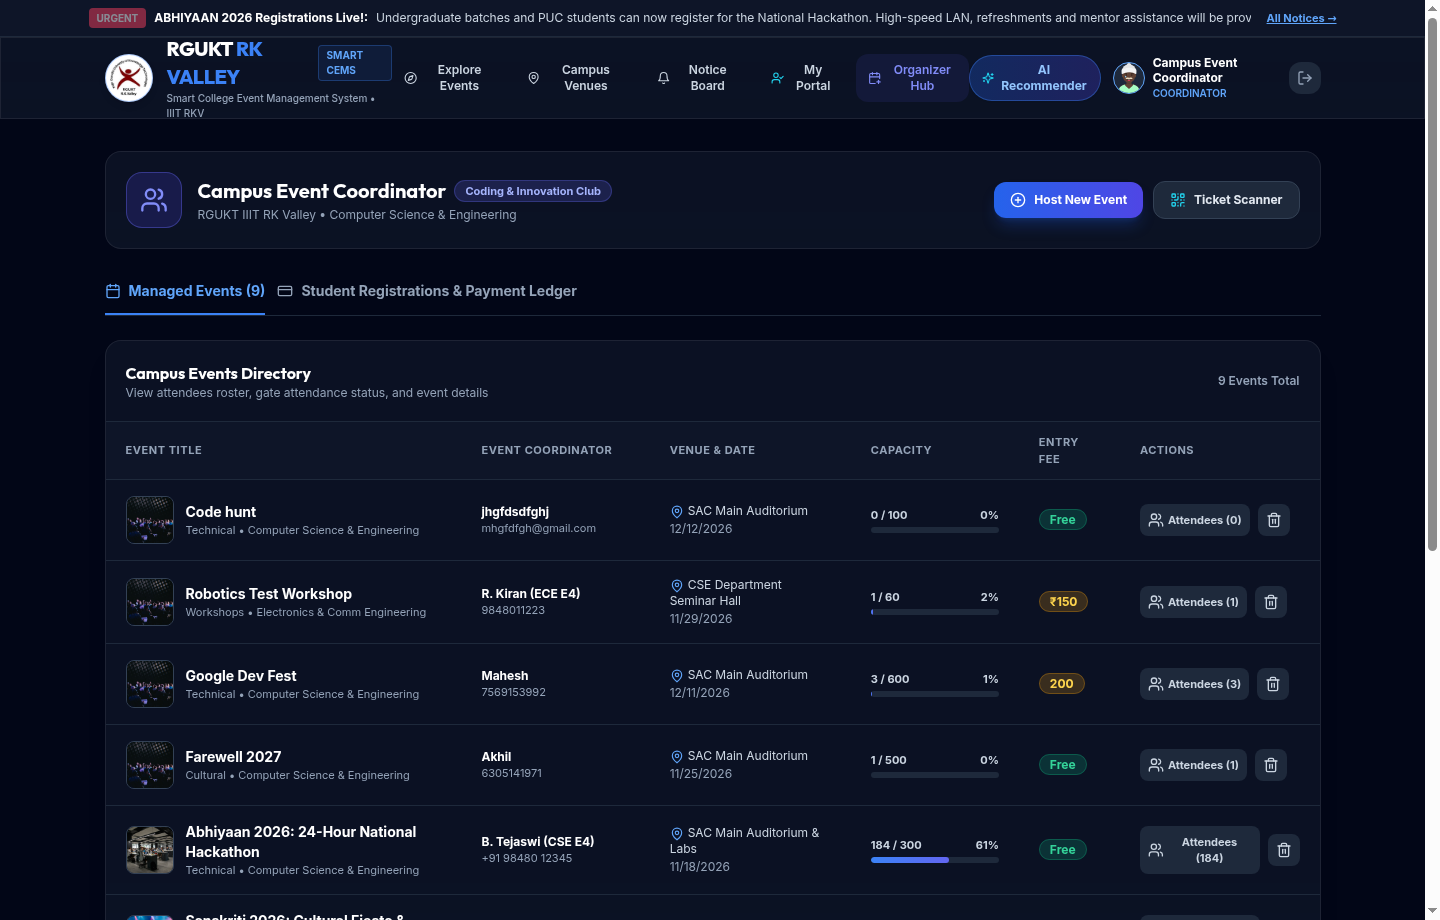 URGENT ABHIYAAN 2026 Registrations Live!: Undergraduate batches and PUC students can now register for the National Hackathon. High-speed LAN, refreshments and mentor assistance will be prov All Notices →
RGUKT RK VALLEY
SMART CEMS
Smart College Event Management System • IIIT RKV
Explore Events
Campus Venues
Notice Board
My Portal
Organizer Hub
AI Recommender
Campus Event Coordinator
COORDINATOR
Campus Event Coordinator Coding & Innovation Club
RGUKT IIIT RK Valley • Computer Science & Engineering
Host New Event
Ticket Scanner
Managed Events (9)
Student Registrations & Payment Ledger
Campus Events Directory
View attendees roster, gate attendance status, and event details
9 Events Total
EVENT TITLE EVENT COORDINATOR VENUE & DATE CAPACITY ENTRY FEE ACTIONS
Code hunt
Technical • Computer Science & Engineering
jhgfdsdfghj
mhgfdfgh@gmail.com
SAC Main Auditorium
12/12/2026
0 / 100 0%
Free
Attendees (0)
Robotics Test Workshop
Workshops • Electronics & Comm Engineering
R. Kiran (ECE E4)
9848011223
CSE Department
Seminar Hall
11/29/2026
1 / 60 2%
₹150
Attendees (1)
Google Dev Fest
Technical • Computer Science & Engineering
Mahesh
7569153992
SAC Main Auditorium
12/11/2026
3 / 600 1%
200
Attendees (3)
Farewell 2027
Cultural • Computer Science & Engineering
Akhil
6305141971
SAC Main Auditorium
11/25/2026
1 / 500 0%
Free
Attendees (1)
Abhiyaan 2026: 24-Hour National
Hackathon
Technical • Computer Science & Engineering
B. Tejaswi (CSE E4)
+91 98480 12345
SAC Main Auditorium &
Labs
11/18/2026
184 / 300 61%
Free
Attendees
(184)
Sanskriti 2026: Cultural Fiesta &